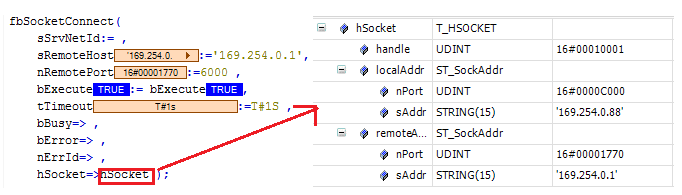 fbSocketConnect(
sSrvNetId:= ,
sRemoteHost '169.254.0. :='169.254.0.1',
nRemotePort 16#00001770 :=6000 ,
bExecute TRUE := bExecute TRUE ,
tTimeout T#1s :=T#1S ,
bBusy=> ,
bError=> ,
nErrId=> ,
hSocket=>hSocket );
hSocket T_HSOCKET
handle UDINT 16#00010001
localAddr ST_SockAddr
nPort UDINT 16#0000C000
sAddr STRING(15) '169.254.0.88'
remoteA... ST_SockAddr
nPort UDINT 16#00001770
sAddr STRING(15) '169.254.0.1'